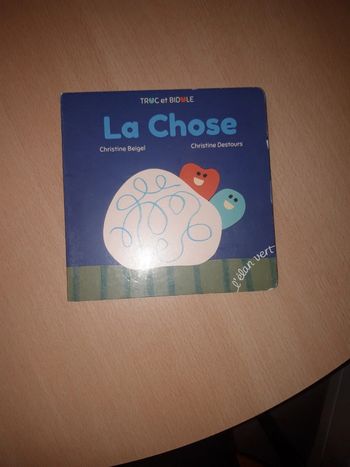 TRUC et BIDULE
La Chose
Christine Beigel Christine Destours
l'élan vert